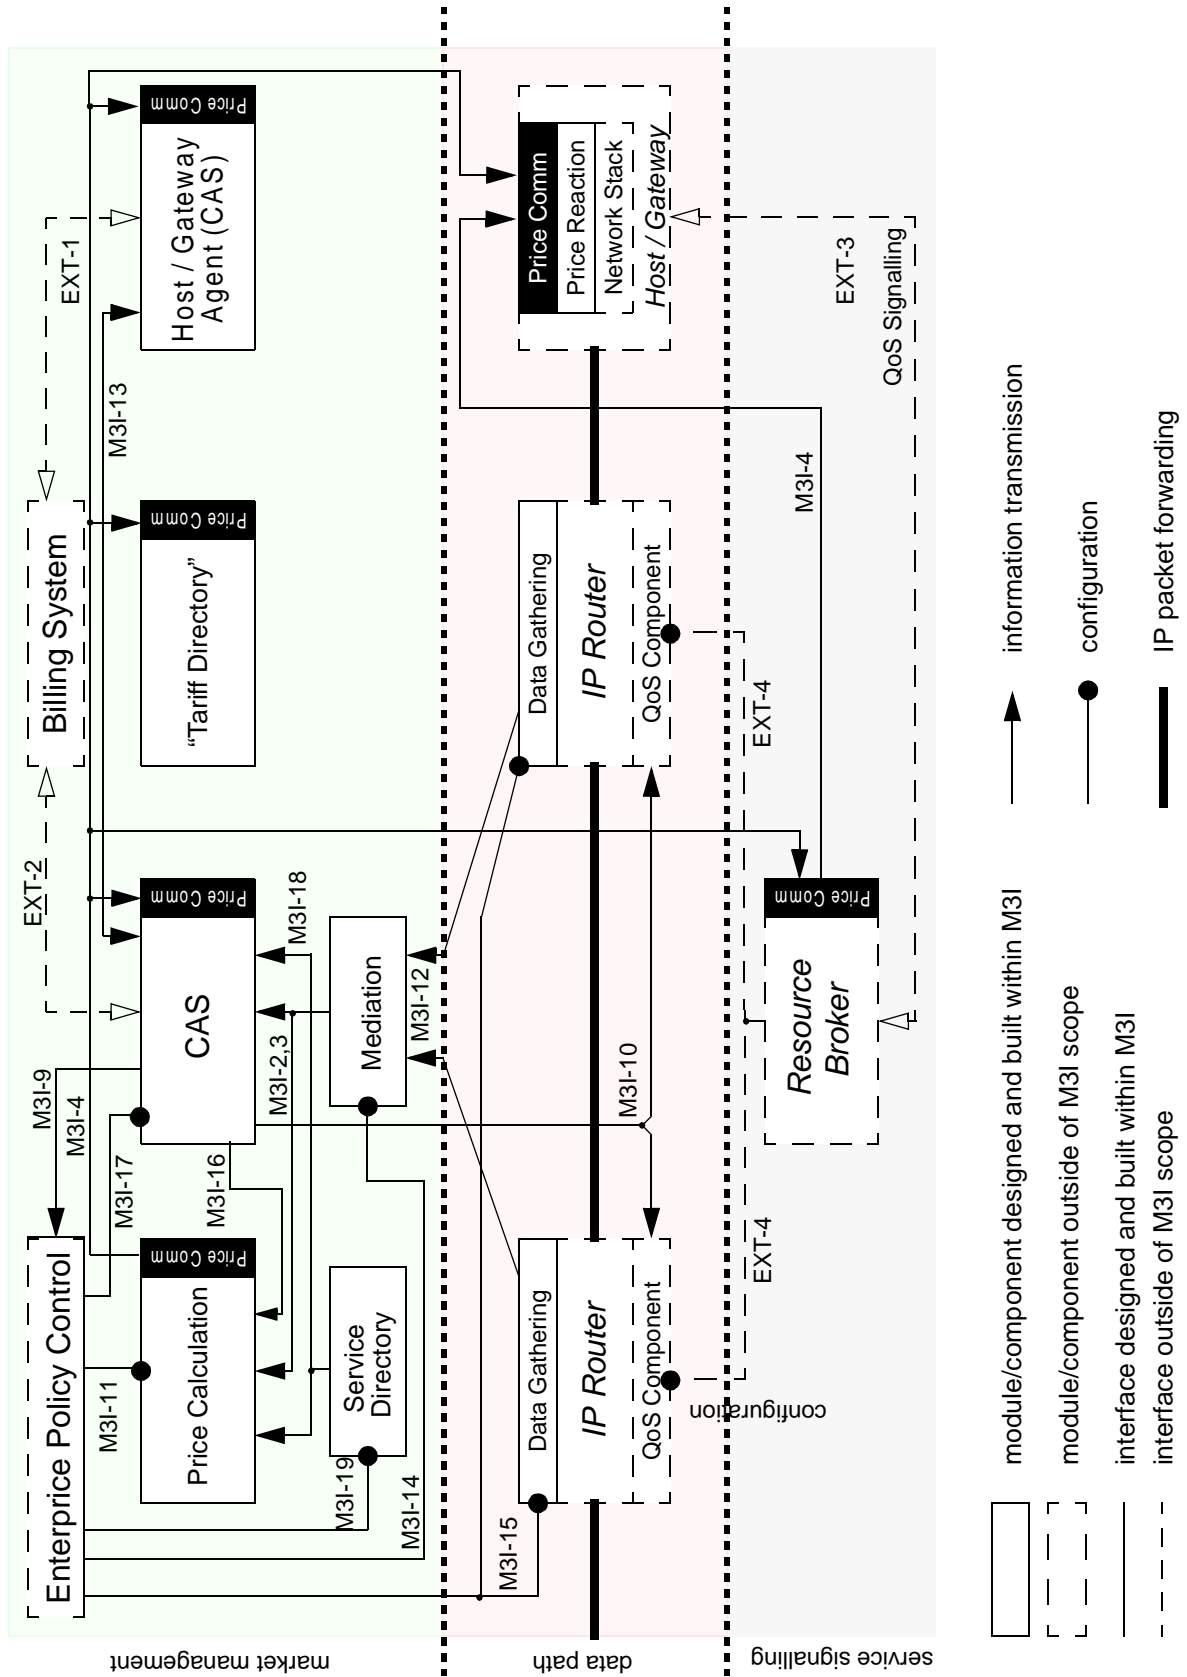 Enterprice Policy Control
Billing System
EXT-2
EXT-1
M3I-9
M3I-4
M3I-17
M3I-11
M3I-13
Price Calculation
Price Comm
CAS
Price Comm
"Tariff Directory"
Price Comm
Host / Gateway
Agent (CAS)
Price Comm
M3I-16
M3I-2,3
M3I-18
M3I-19
Service
Directory
Mediation
M3I-14
M3I-12
market management
M3I-15
Data Gathering
IP Router
QoS Component
M3I-10
Data Gathering
IP Router
QoS Component
Price Comm
Price Reaction
Network Stack
Host / Gateway
data path
configuration
EXT-4
EXT-4
Resource
Broker
Price Comm
M3I-4
EXT-3
QoS Signalling
service signalling
module/component designed and built within M3I
module/component outside of M3I scope
interface designed and built within M3I
interface outside of M3I scope
information transmission
configuration
IP packet forwarding